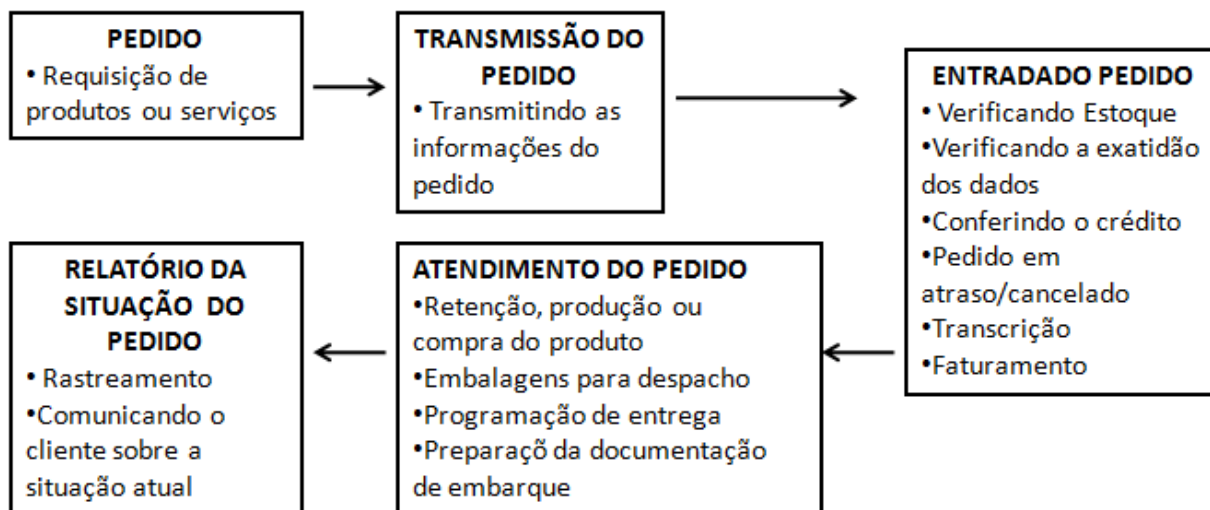 PEDIDO
• Requisição de
produtos ou serviços
TRANSMISSÃO DO
PEDIDO
• Transmitindo as
informações do
pedido
ENTRADADO PEDIDO
• Verificando Estoque
•Verificando a exatidão
dos dados
•Conferindo o crédito
•Pedido em
atraso/cancelado
•Transcrição
•Faturamento
ATENDIMENTO DO PEDIDO
•Retenção, produção ou
compra do produto
•Embalagens para despacho
•Programação de entrega
•Preparaçõ da documentação
de embarque
RELATÓRIO DA
SITUAÇÃO DO
PEDIDO
• Rastreamento
•Comunicando o
cliente sobre a
situação atual